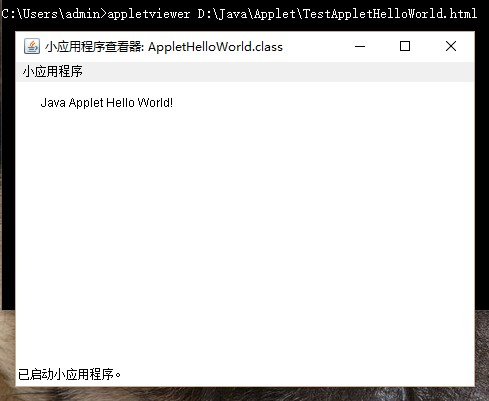 C:\Users\admin>appletviewer D:\Java\Applet\TestAppletHelloWorld.html
小应用程序查看器: AppletHelloWorld.class
小应用程序
Java Applet Hello World!
已启动小应用程序。